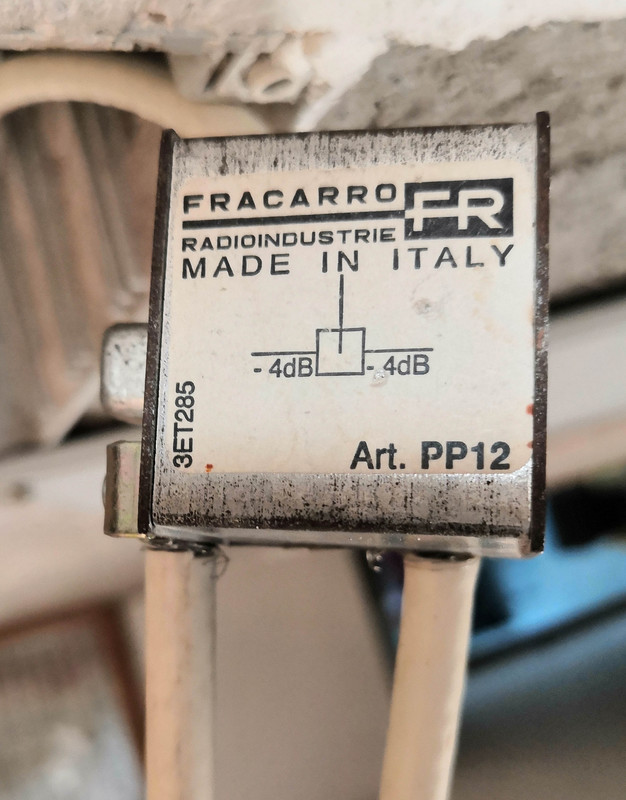 FRACARRO FR
RADIOINDUSTRIE
MADE IN ITALY
- 4dB - 4dB
3ET285
Art. PP12